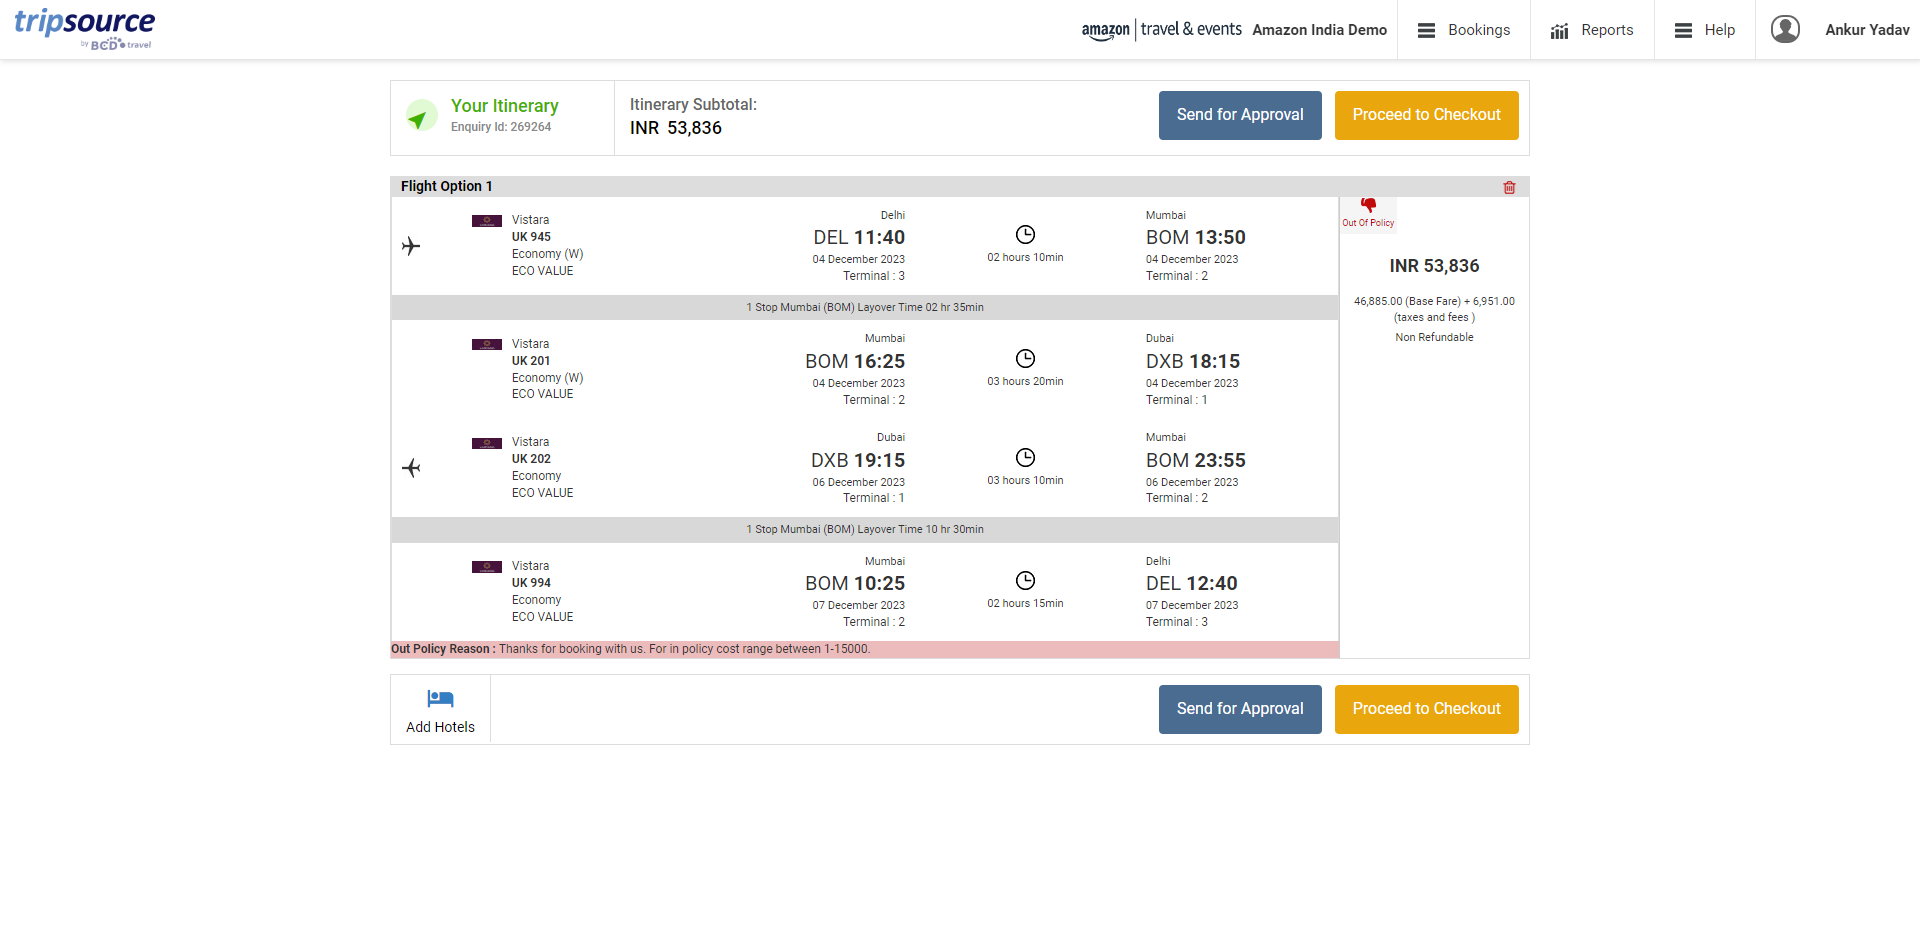 tripsource
by BCD travel
amazon | travel & events Amazon India Demo
Bookings
Reports
Help
Ankur Yadav
Your Itinerary
Enquiry Id: 269264
Itinerary Subtotal:
INR 53,836
Send for Approval
Proceed to Checkout
Flight Option 1
Vistara
UK 945
Economy (W)
ECO VALUE
Delhi
DEL 11:40
04 December 2023
Terminal : 3
02 hours 10min
Mumbai
BOM 13:50
04 December 2023
Terminal : 2
Out Of Policy
INR 53,836
46,885.00 (Base Fare) + 6,951.00
(taxes and fees )
Non Refundable
1 Stop Mumbai (BOM) Layover Time 02 hr 35min
Vistara
UK 201
Economy (W)
ECO VALUE
Mumbai
BOM 16:25
04 December 2023
Terminal : 2
03 hours 20min
Dubai
DXB 18:15
04 December 2023
Terminal : 1
Vistara
UK 202
Economy
ECO VALUE
Dubai
DXB 19:15
06 December 2023
Terminal : 1
03 hours 10min
Mumbai
BOM 23:55
06 December 2023
Terminal : 2
1 Stop Mumbai (BOM) Layover Time 10 hr 30min
Vistara
UK 994
Economy
ECO VALUE
Mumbai
BOM 10:25
07 December 2023
Terminal : 2
02 hours 15min
Delhi
DEL 12:40
07 December 2023
Terminal : 3
Out Policy Reason : Thanks for booking with us. For in policy cost range between 1-15000.
Add Hotels
Send for Approval
Proceed to Checkout